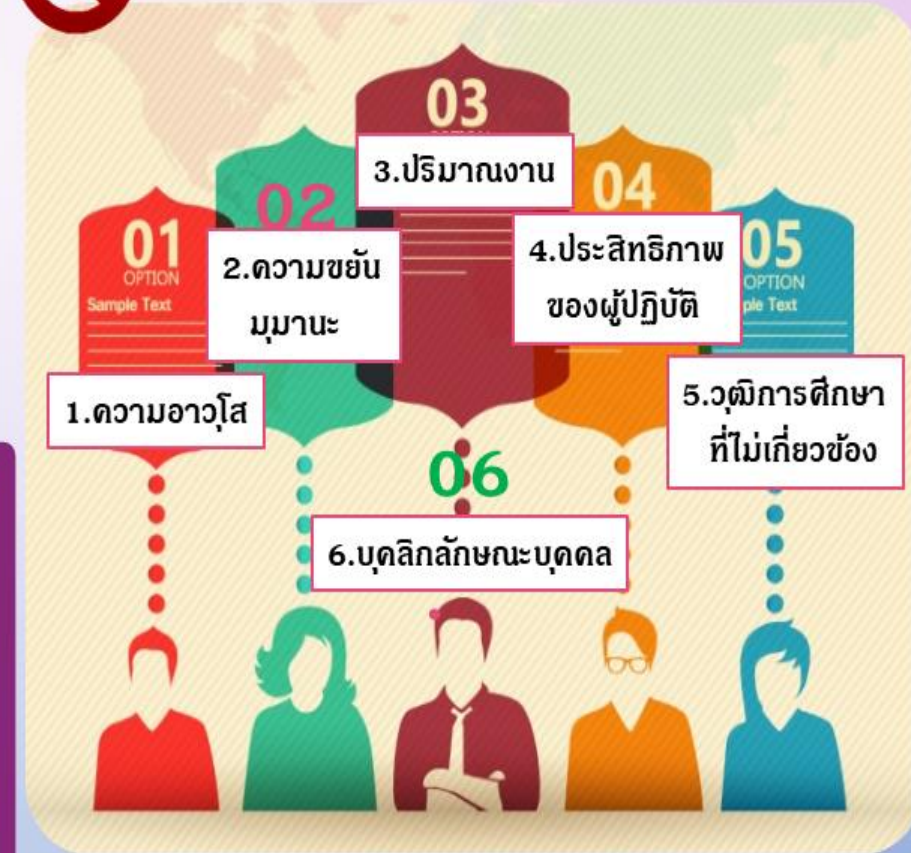 03
3.ปริมาณงาน
02
04
01
OPTION
Sample Text
2.ความขยัน
มุมานะ
4.ประสิทธิภาพ
ของผู้ปฏิบัติ
05
OPTION
ple Text
1.ความอาวุโส
5.วุฒิการศึกษา
ที่ไม่เกี่ยวข้อง
06
6.บุคลิกลักษณะบุคคล